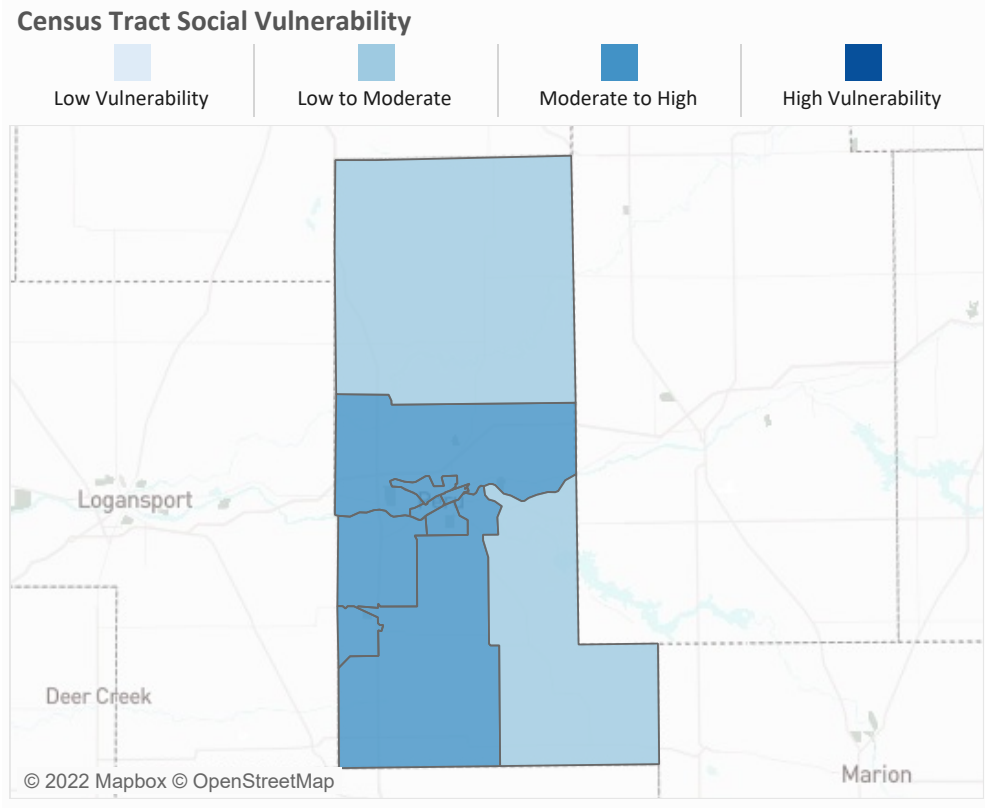 Census Tract Social Vulnerability
Low Vulnerability
Low to Moderate
Moderate to High
High Vulnerability
Logansport
Deer Creek
Marion
© 2022 Mapbox © OpenStreetMap